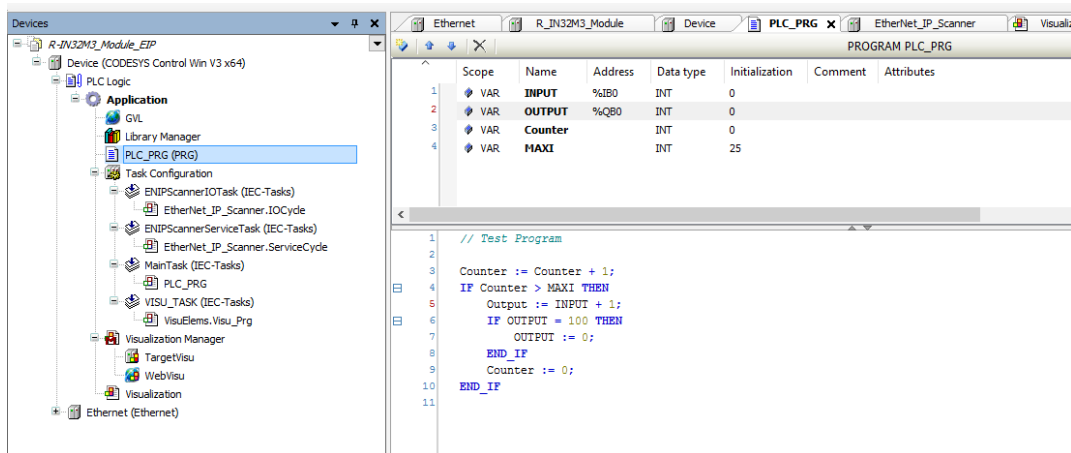 Devices
R-IN32M3_Module_EIP
Device (CODESYS Control Win V3 x64)
PLC Logic
Application
GVL
Library Manager
PLC_PRG (PRG)
Task Configuration
ENIPScannerIOTask (IEC-Tasks)
EtherNet_IP_Scanner.IOCycle
ENIPScannerServiceTask (IEC-Tasks)
EtherNet_IP_Scanner.ServiceCycle
MainTask (IEC-Tasks)
PLC_PRG
VISU_TASK (IEC-Tasks)
VisuElems.Visu_Prg
Visualization Manager
TargetVisu
WebVisu
Visualization
Ethernet (Ethernet)
Ethernet R_IN32M3_Module Device PLC_PRG X EtherNet_IP_Scanner Visualiz
PROGRAM PLC_PRG
Scope Name Address Data type Initialization Comment Attributes
1 VAR INPUT %IB0 INT 0
2 VAR OUTPUT %QB0 INT 0
3 VAR Counter INT 0
4 VAR MAXI INT 25
1 // Test Program
2
3 Counter := Counter + 1;
4 IF Counter > MAXI THEN
5 Output := INPUT + 1;
6 IF OUTPUT = 100 THEN
7 OUTPUT := 0;
8 END_IF
9 Counter := 0;
10 END_IF
11